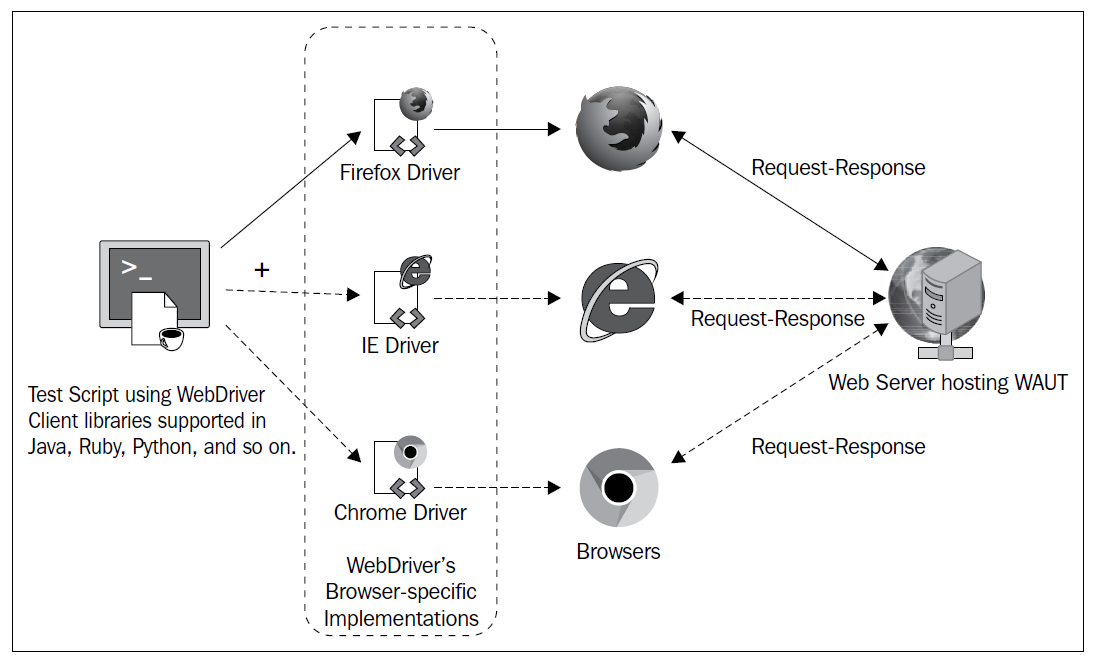 Firefox Driver
Request-Response
>_
+
IE Driver
Request-Response
Web Server hosting WAUT
Test Script using WebDriver
Client libraries supported in
Java, Ruby, Python, and so on.
Request-Response
Chrome Driver
Browsers
WebDriver’s
Browser-specific
Implementations